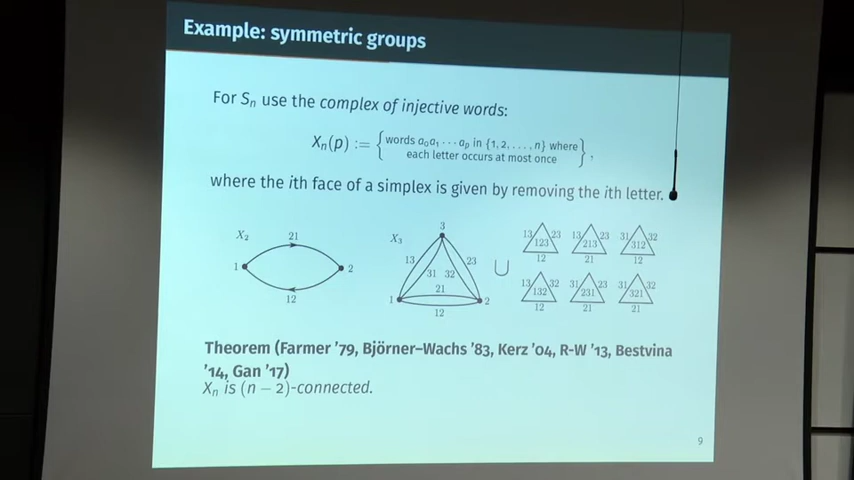 Example: symmetric groups
For Sₙ use the complex of injective words:
Xₙ(p) := { words a₀a₁ ⋯ aₚ in {1, 2, . . . , n} where
each letter occurs at most once } ,
where the ith face of a simplex is given by removing the ith letter.
X₂ 21
1 2
12
X₃ 3
13 23
31 32
21
1 2
12
∪
13 23 13 23 31 32
123 213 312
12 21 12
13 32 31 23 31 32
132 231 321
12 21 21
Theorem (Farmer '79, Björner–Wachs '83, Kerz '04, R-W '13, Bestvina
'14, Gan '17)
Xₙ is (n − 2)-connected.
9